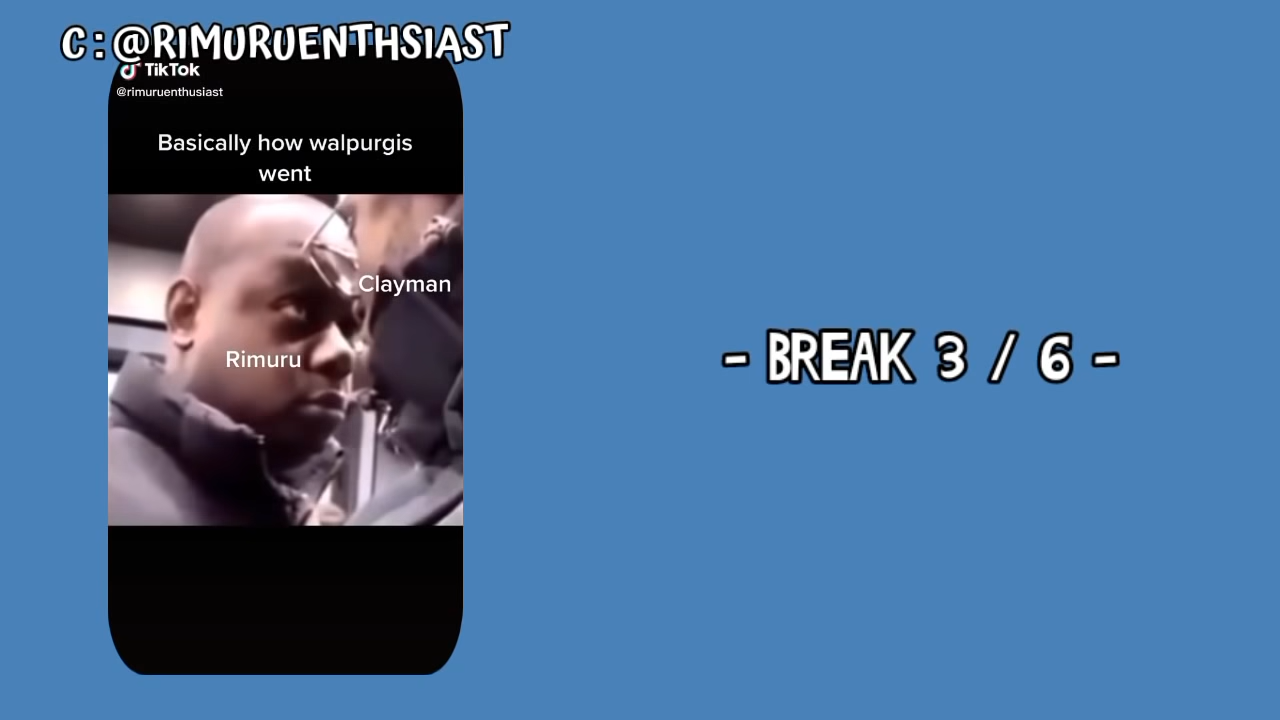 C:@RIMURUENTHSIAST
TikTok
@rimuruenthusiast
Basically how walpurgis
went
Clayman
Rimuru
- BREAK 3 / 6 -